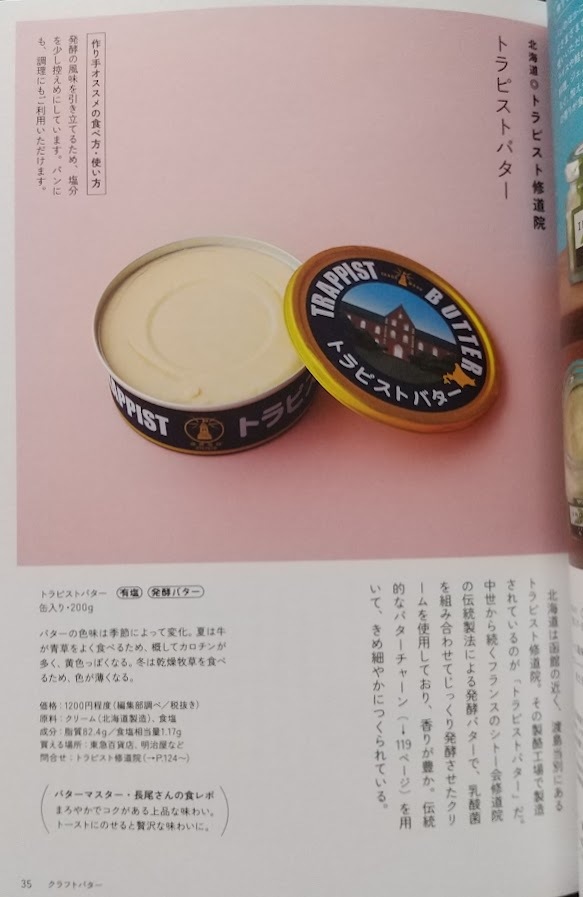 北海道◎トラピスト修道院
トラピストバター
作り手オススメの食べ方・使い方
発酵の風味を引き立てるため、塩分
を少し控えめにしています。パンに
も、調理にもご利用いただけます。
TRAPPIST BUTTER
トラピストバター
APPIST
トラピ
北海道は函館の近く、渡島当別にある
トラピスト修道院。その製酪工場で製造
されているのが「トラピストバター」だ。
中世から続くフランスのシトー会修道院
の伝統製法による発酵バターで、乳酸菌
を組み合わせてじっくり発酵させたクリ
ームを使用しており、香りが豊か。伝統
的なバターチャーン（↓119ページ）を用
いて、きめ細やかにつくられている。
トラピストバター 有塩 発酵バター
缶入り・200g
バターの色味は季節によって変化。夏は牛
が青草をよく食べるため、概してカロチンが
多く、黄色っぽくなる。冬は乾燥牧草を食べ
るため、色が薄くなる。
価格：1200円程度（編集部調べ／税抜き）
原料：クリーム（北海道製造）、食塩
成分：脂質82.4g／食塩相当量1.17g
買える場所：東急百貨店、明治屋など
問合せ：トラピスト修道院（→P.124〜）
バターマスター・長尾さんの食レポ
まろやかでコクがある上品な味わい。
トーストにのせると贅沢な味わいに。
35 クラフトバター